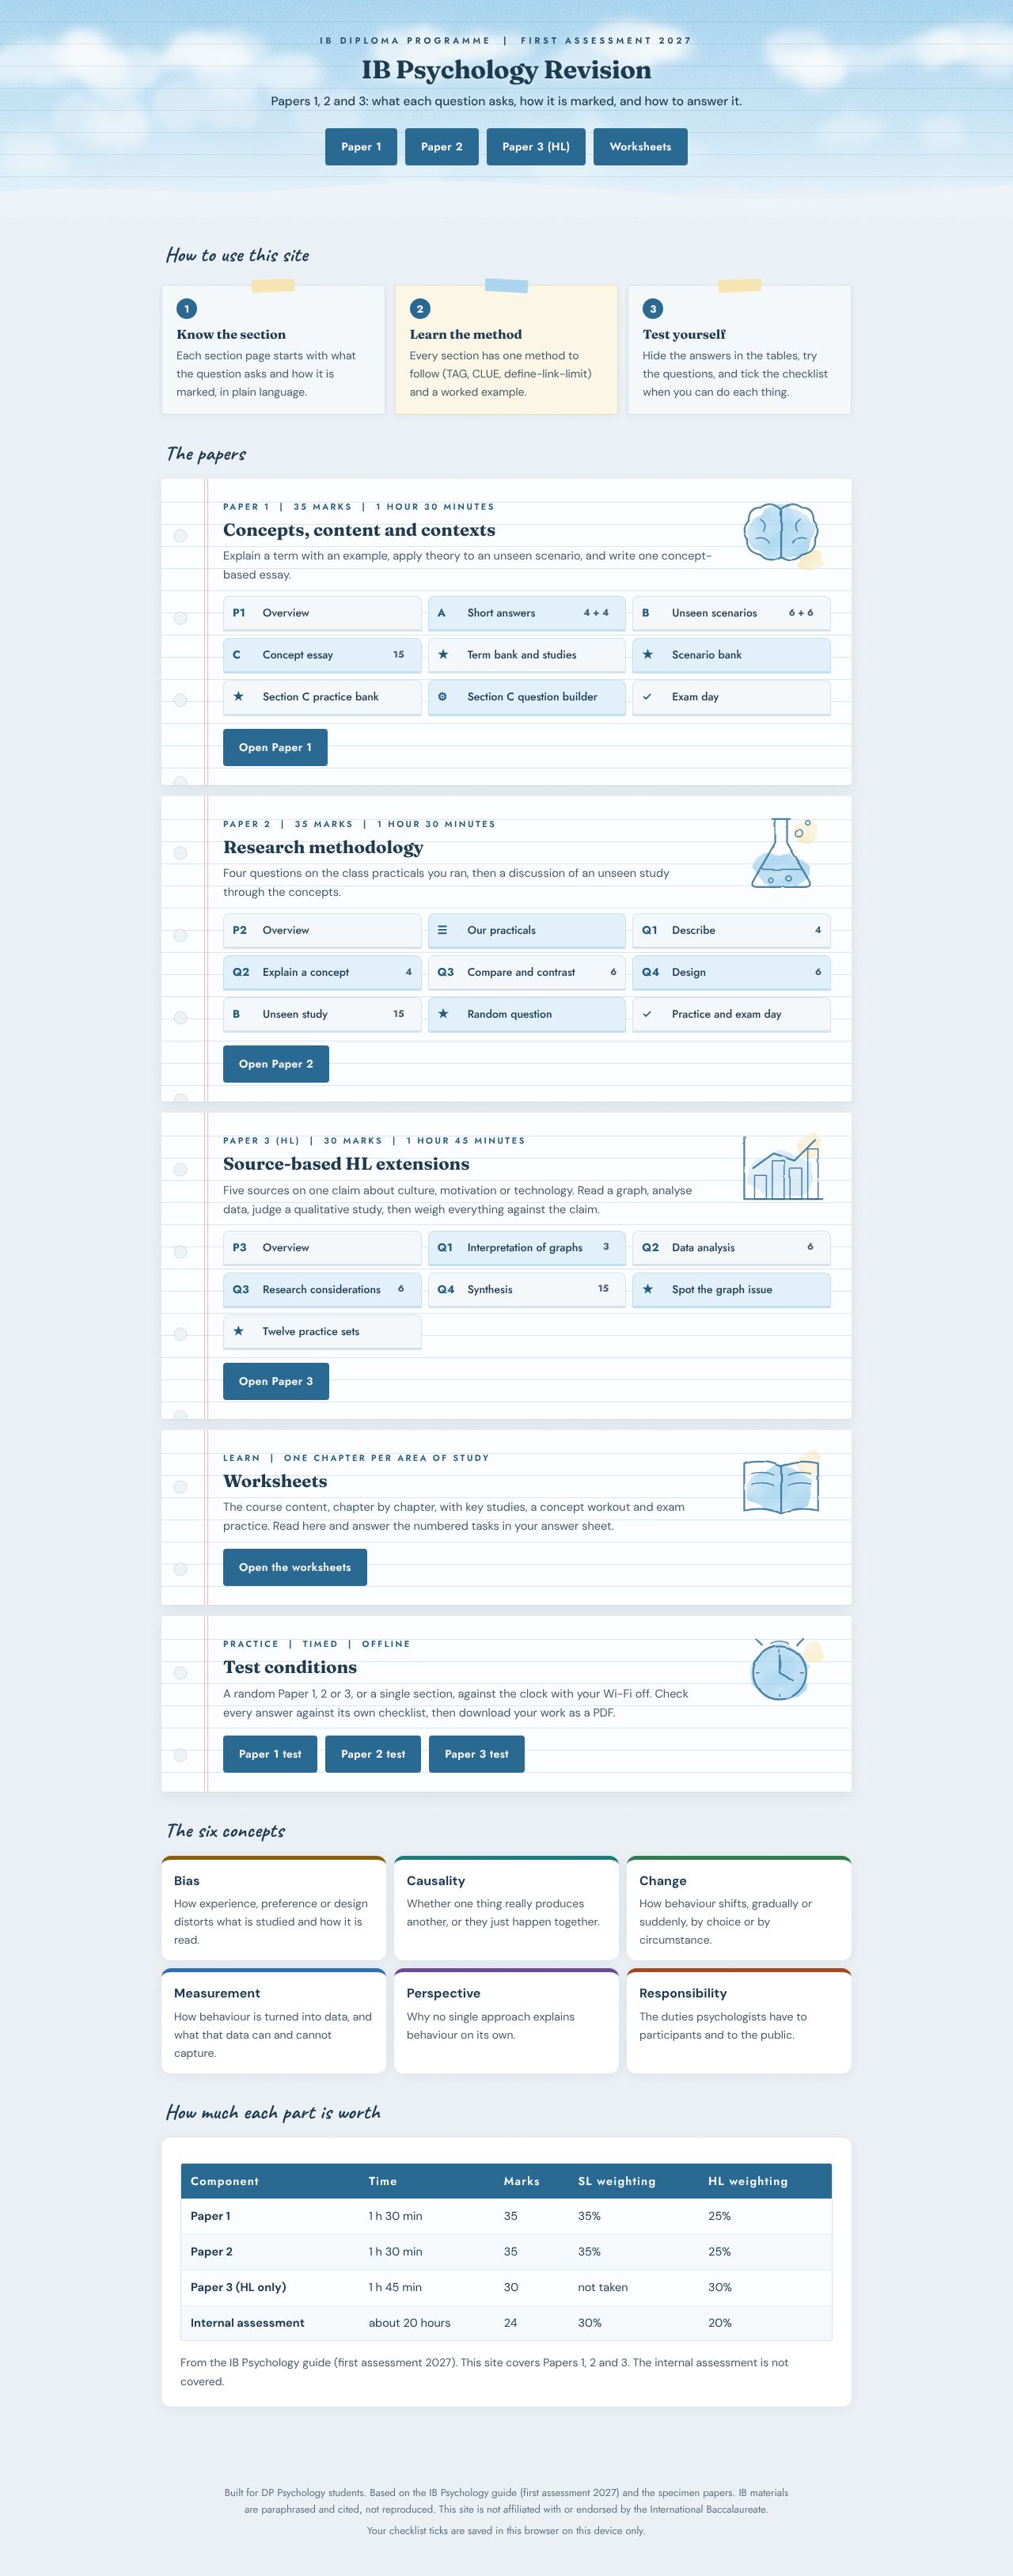 IB DIPLOMA PROGRAMME | FIRST ASSESSMENT 2027
IB Psychology Revision
Papers 1, 2 and 3: what each question asks, how it is marked, and how to answer it.
Paper 1
Paper 2
Paper 3 (HL)
Worksheets
How to use this site
1
Know the section
Each section page starts with what
the question asks and how it is
marked, in plain language.
2
Learn the method
Every section has one method to
follow (TAG, CLUE, define-link-limit)
and a worked example.
3
Test yourself
Hide the answers in the tables, try
the questions, and tick the checklist
when you can do each thing.
The papers
PAPER 1 | 35 MARKS | 1 HOUR 30 MINUTES
Concepts, content and contexts
Explain a term with an example, apply theory to an unseen scenario, and write one concept-
based essay.
P1 Overview
A Short answers 4 + 4
B Unseen scenarios 6 + 6
C Concept essay 15
★ Term bank and studies
★ Scenario bank
★ Section C practice bank
⚙ Section C question builder
✓ Exam day
Open Paper 1
PAPER 2 | 35 MARKS | 1 HOUR 30 MINUTES
Research methodology
Four questions on the class practicals you ran, then a discussion of an unseen study
through the concepts.
P2 Overview
☰ Our practicals
Q1 Describe 4
Q2 Explain a concept 4
Q3 Compare and contrast 6
Q4 Design 6
B Unseen study 15
★ Random question
✓ Practice and exam day
Open Paper 2
PAPER 3 (HL) | 30 MARKS | 1 HOUR 45 MINUTES
Source-based HL extensions
Five sources on one claim about culture, motivation or technology. Read a graph, analyse
data, judge a qualitative study, then weigh everything against the claim.
P3 Overview
Q1 Interpretation of graphs 3
Q2 Data analysis 6
Q3 Research considerations 6
Q4 Synthesis 15
★ Spot the graph issue
★ Twelve practice sets
Open Paper 3
LEARN | ONE CHAPTER PER AREA OF STUDY
Worksheets
The course content, chapter by chapter, with key studies, a concept workout and exam
practice. Read here and answer the numbered tasks in your answer sheet.
Open the worksheets
PRACTICE | TIMED | OFFLINE
Test conditions
A random Paper 1, 2 or 3, or a single section, against the clock with your Wi-Fi off. Check
every answer against its own checklist, then download your work as a PDF.
Paper 1 test
Paper 2 test
Paper 3 test
The six concepts
Bias
How experience, preference or design
distorts what is studied and how it is
read.
Causality
Whether one thing really produces
another, or they just happen together.
Change
How behaviour shifts, gradually or
suddenly, by choice or by
circumstance.
Measurement
How behaviour is turned into data, and
what that data can and cannot
capture.
Perspective
Why no single approach explains
behaviour on its own.
Responsibility
The duties psychologists have to
participants and to the public.
How much each part is worth
Component Time Marks SL weighting HL weighting
Paper 1 1 h 30 min 35 35% 25%
Paper 2 1 h 30 min 35 35% 25%
Paper 3 (HL only) 1 h 45 min 30 not taken 30%
Internal assessment about 20 hours 24 30% 20%
From the IB Psychology guide (first assessment 2027). This site covers Papers 1, 2 and 3. The internal assessment is not
covered.
Built for DP Psychology students. Based on the IB Psychology guide (first assessment 2027) and the specimen papers. IB materials
are paraphrased and cited, not reproduced. This site is not affiliated with or endorsed by the International Baccalaureate.
Your checklist ticks are saved in this browser on this device only.